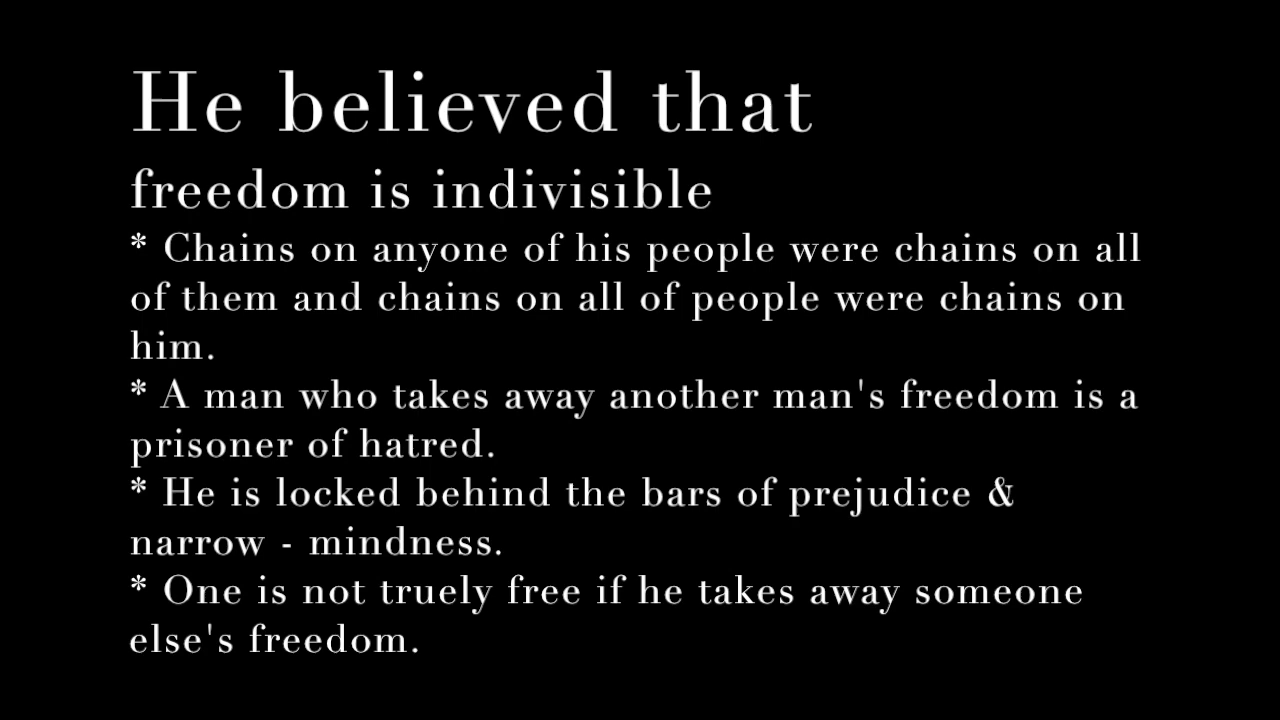 He believed that
freedom is indivisible
* Chains on anyone of his people were chains on all
of them and chains on all of people were chains on
him.
* A man who takes away another man's freedom is a
prisoner of hatred.
* He is locked behind the bars of prejudice &
narrow - mindness.
* One is not truely free if he takes away someone
else's freedom.